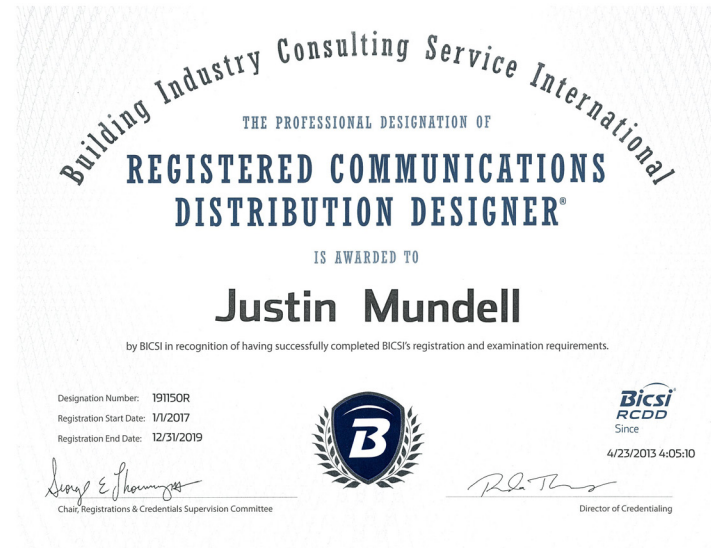 Building Industry Consulting Service International
THE PROFESSIONAL DESIGNATION OF
REGISTERED COMMUNICATIONS
DISTRIBUTION DESIGNER®
IS AWARDED TO
Justin Mundell
by BICSI in recognition of having successfully completed BICSI's registration and examination requirements.
Designation Number: 191150R
Registration Start Date: 1/1/2017
Registration End Date: 12/31/2019
B
Bicsi®
RCDD
Since
4/23/2013 4:05:10
Chair, Registrations & Credentials Supervision Committee
Director of Credentialing